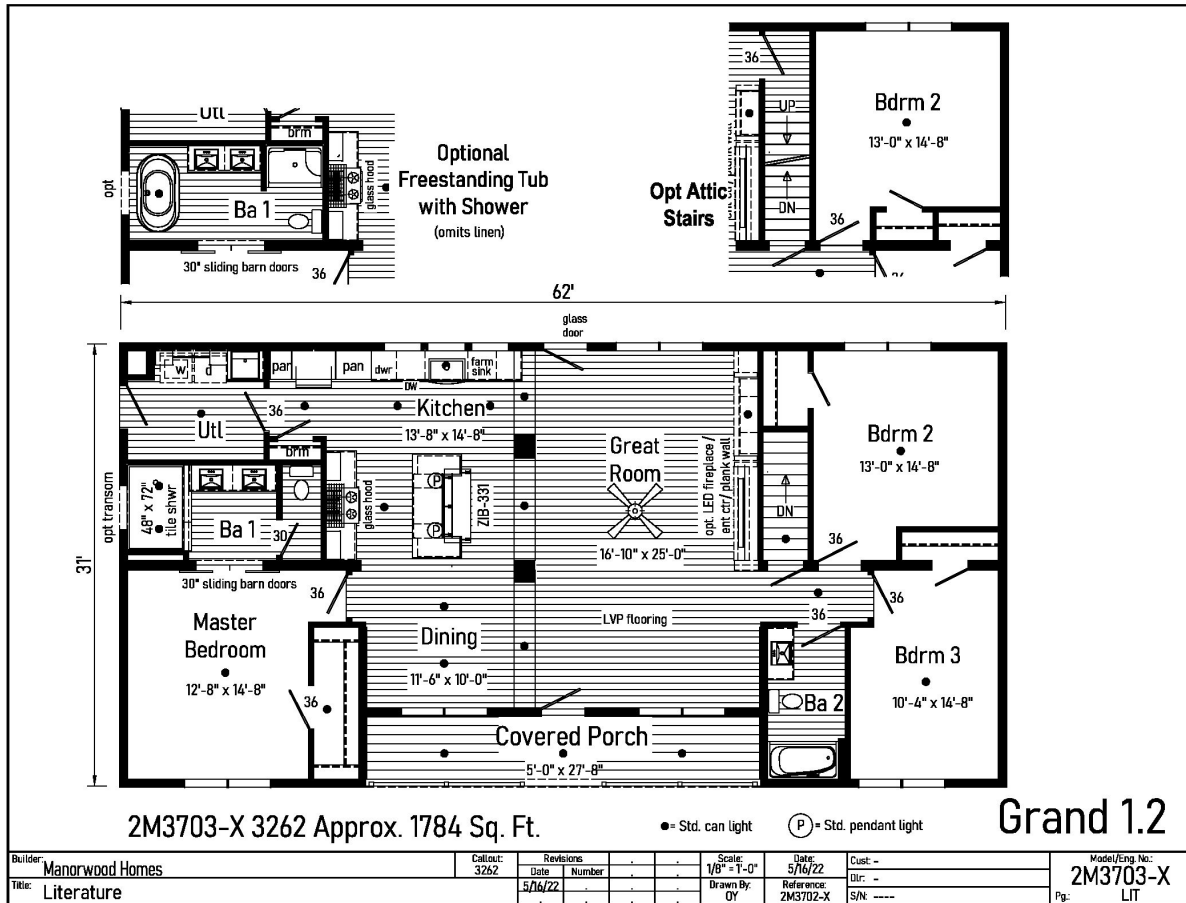 Utl
brm
opt
glass hood
Ba 1
30" sliding barn doors
36
Optional
Freestanding Tub
with Shower
(omits linen)
Opt Attic
Stairs
36
UP
DN
36
Bdrm 2
13'-0" x 14'-8"
62'
31'
glass
door
w
d
par
pan
dwr
DW
farm
sink
36
Utl
brm
Kitchen
13'-8" x 14'-8"
Great
Room
16'-10" x 25'-0"
opt. LED fireplace /
ent ctr/ plank wall
P
P
ZIB-331
glass hood
opt transom
48" x 72"
tile shwr
Ba 1
30
30" sliding barn doors
DN
Bdrm 2
13'-0" x 14'-8"
36
36
36
36
Master
Bedroom
12'-8" x 14'-8"
36
Dining
11'-6" x 10'-0"
LVP flooring
Ba 2
Bdrm 3
10'-4" x 14'-8"
Covered Porch
5'-0" x 27'-8"
2M3703-X 3262 Approx. 1784 Sq. Ft.
= Std. can light
P = Std. pendant light
Grand 1.2
Builder: Manorwood Homes
Title: Literature
Callout:
3262
Revisions
Date Number
5/16/22
Scale:
1/8" = 1'-0"
Drawn By:
OY
Date:
5/16/22
Reference:
2M3702-X
Cust: -
Dlr: -
S/N: ----
Model/Eng. No.:
2M3703-X
Pg.: LIT